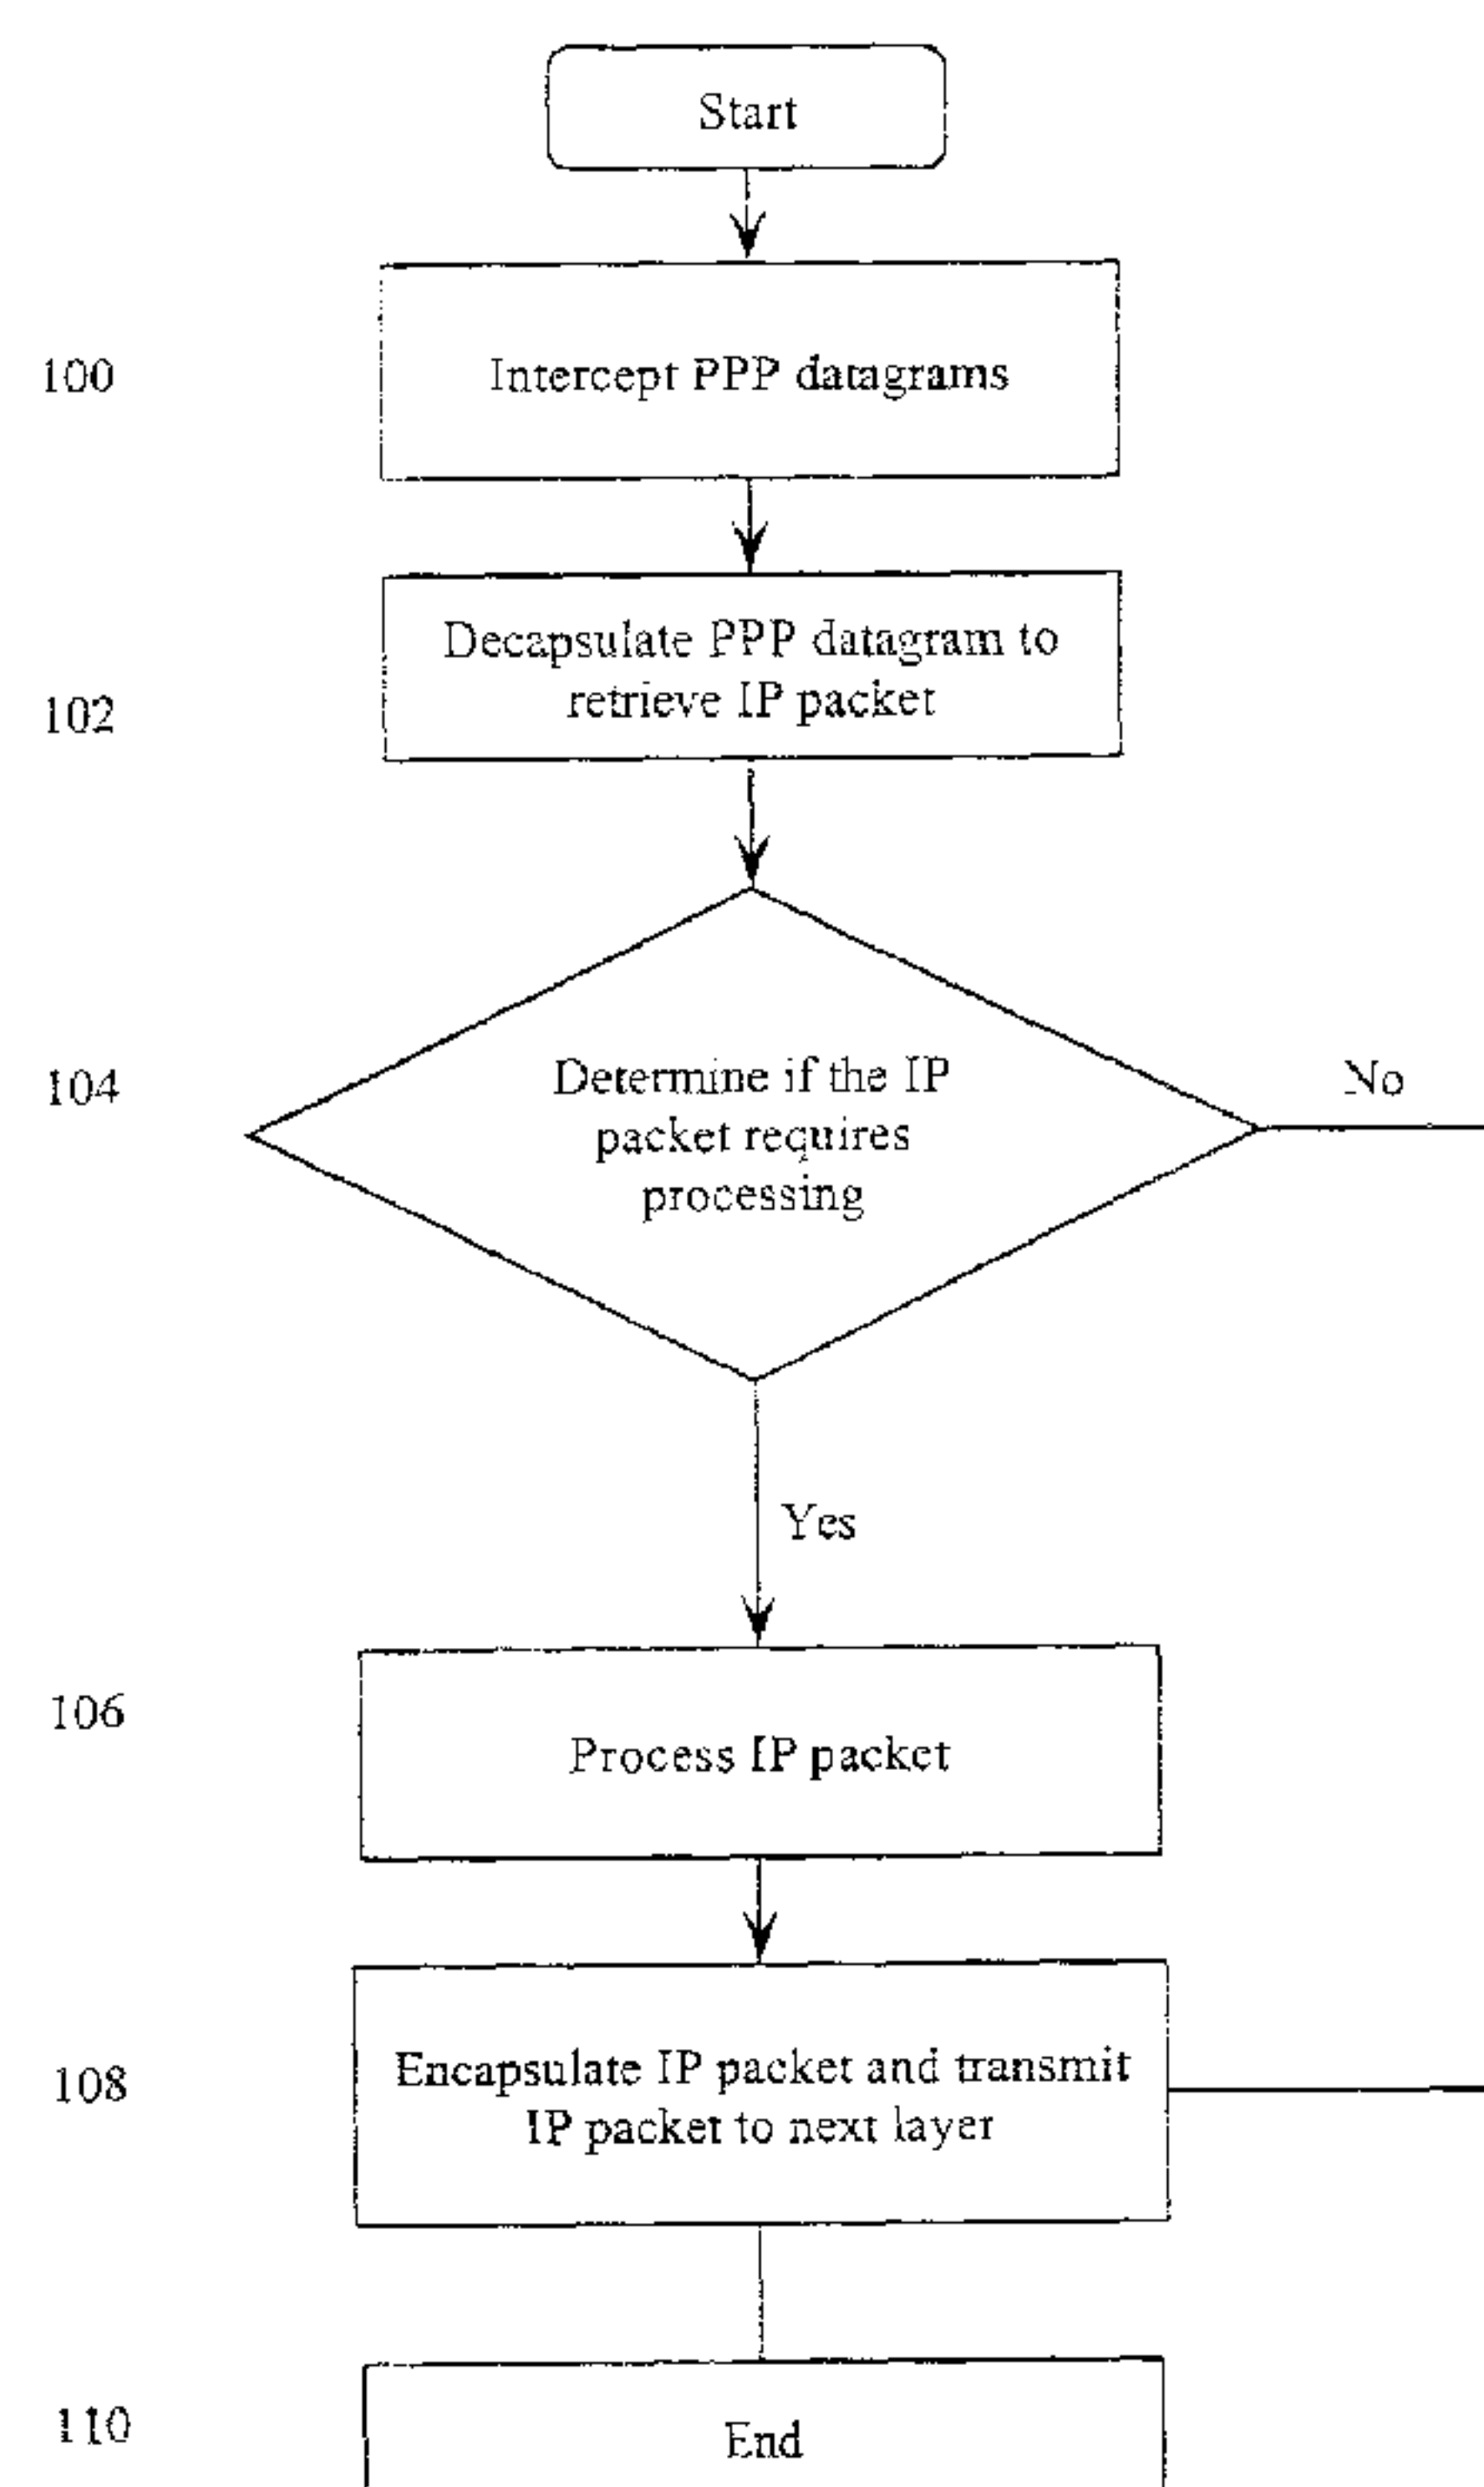 Start
100
Intercept PPP datagrams
Decapsulate PPP datagram to
retrieve IP packet
102
104
Determine if the IP
packet requires
processing
No
Yes
106
Process IP packet
108
Encapsulate IP packet and transmit
IP packet to next layer
110
End